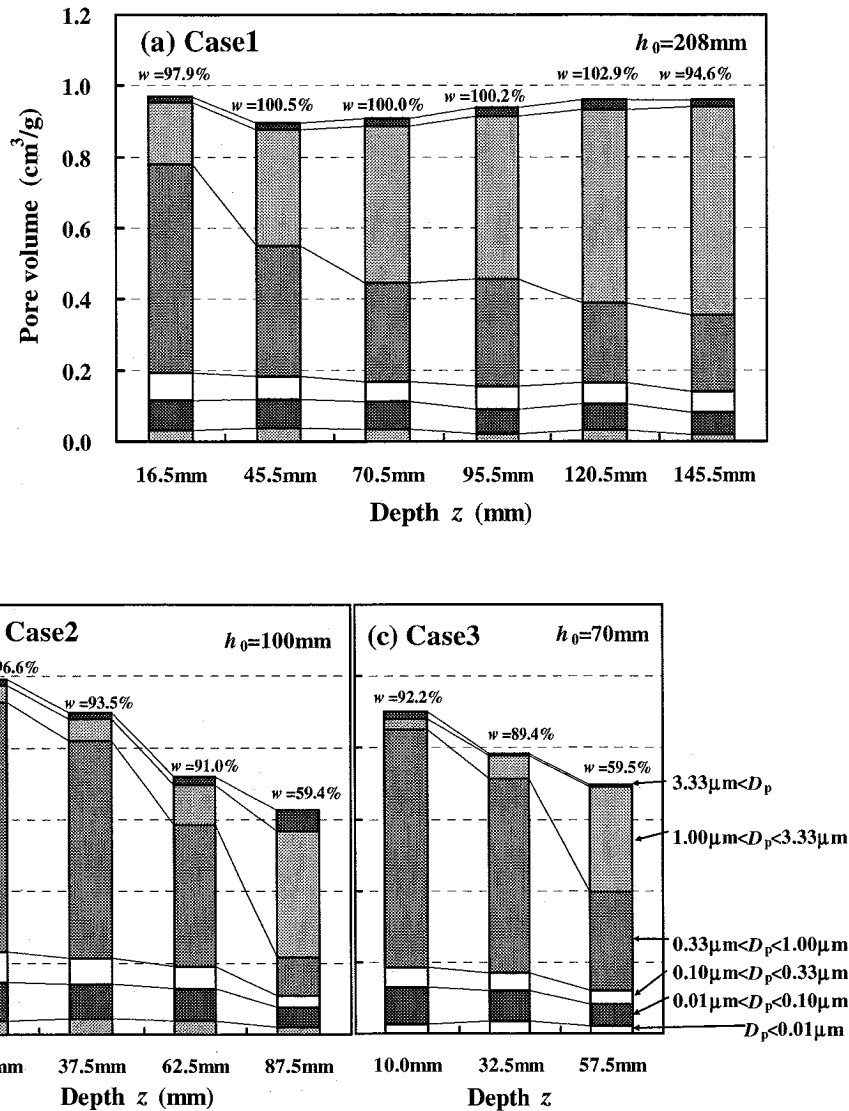 1.2
(a) Case1
h₀=208mm
w=97.9%
w=100.5%
w=100.0%
w=100.2%
w=102.9%
w=94.6%
1.0
0.8
0.6
0.4
0.2
0.0
Pore volume (cm³/g)
16.5mm 45.5mm 70.5mm 95.5mm 120.5mm 145.5mm
Depth z (mm)
Case2
h₀=100mm
96.6%
w=93.5%
w=91.0%
w=59.4%
mm 37.5mm 62.5mm 87.5mm
Depth z (mm)
(c) Case3
h₀=70mm
w=92.2%
w=89.4%
w=59.5%
3.33μm<Dₚ
1.00μm<Dₚ<3.33μm
0.33μm<Dₚ<1.00μm
0.10μm<Dₚ<0.33μm
0.01μm<Dₚ<0.10μm
Dₚ<0.01μm
10.0mm 32.5mm 57.5mm
Depth z